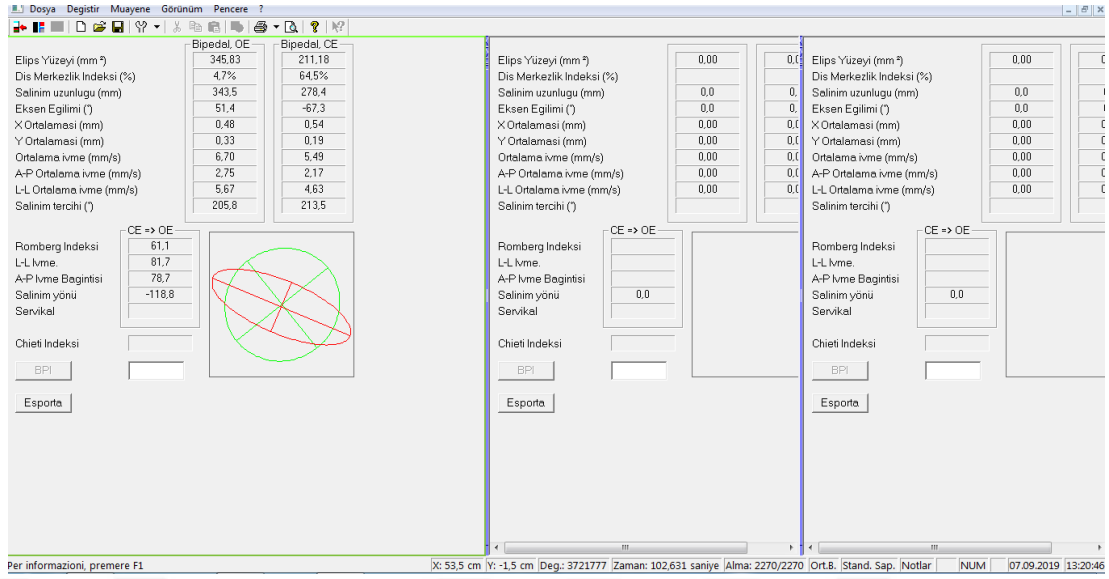 Dosya Degistir Muayene Görünüm Pencere ?
Bipedal, OE Bipedal, CE
Elips Yüzeyi (mm ²) 345,83 211,18
Dis Merkezlik Indeksi (%) 4,7% 64,5%
Salinim uzunlugu (mm) 343,5 278,4
Eksen Egilimi (°) 51,4 -67,3
X Ortalamasi (mm) 0,48 0,54
Y Ortalamasi (mm) 0,33 0,19
Ortalama ivme (mm/s) 6,70 5,49
A-P Ortalama ivme (mm/s) 2,75 2,17
L-L Ortalama ivme (mm/s) 5,67 4,63
Salinim tercihi (°) 205,8 213,5
CE => OE
Romberg Indeksi 61,1
L-L Ivme. 81,7
A-P Ivme Bagintisi 78,7
Salinim yönü -118,8
Servikal
Chieti Indeksi
BPI
Esporta
Elips Yüzeyi (mm ²) 0,00
Dis Merkezlik Indeksi (%)
Salinim uzunlugu (mm) 0,0
Eksen Egilimi (°) 0,0
X Ortalamasi (mm) 0,00
Y Ortalamasi (mm) 0,00
Ortalama ivme (mm/s) 0,00
A-P Ortalama ivme (mm/s) 0,00
L-L Ortalama ivme (mm/s) 0,00
Salinim tercihi (°)
CE => OE
Romberg Indeksi
L-L Ivme.
A-P Ivme Bagintisi
Salinim yönü 0,0
Servikal
Chieti Indeksi
BPI
Esporta
Elips Yüzeyi (mm ²) 0,00
Dis Merkezlik Indeksi (%)
Salinim uzunlugu (mm) 0,0
Eksen Egilimi (°) 0,0
X Ortalamasi (mm) 0,00
Y Ortalamasi (mm) 0,00
Ortalama ivme (mm/s) 0,00
A-P Ortalama ivme (mm/s) 0,00
L-L Ortalama ivme (mm/s) 0,00
Salinim tercihi (°)
CE => OE
Romberg Indeksi
L-L Ivme.
A-P Ivme Bagintisi
Salinim yönü 0,0
Servikal
Chieti Indeksi
BPI
Esporta
Per informazioni, premere F1 X: 53,5 cm Y: -1,5 cm Deg.: 3721777 Zaman: 102,631 saniye Alma: 2270/2270 Ort.B. Stand. Sap. Notlar NUM 07.09.2019 13:20:46